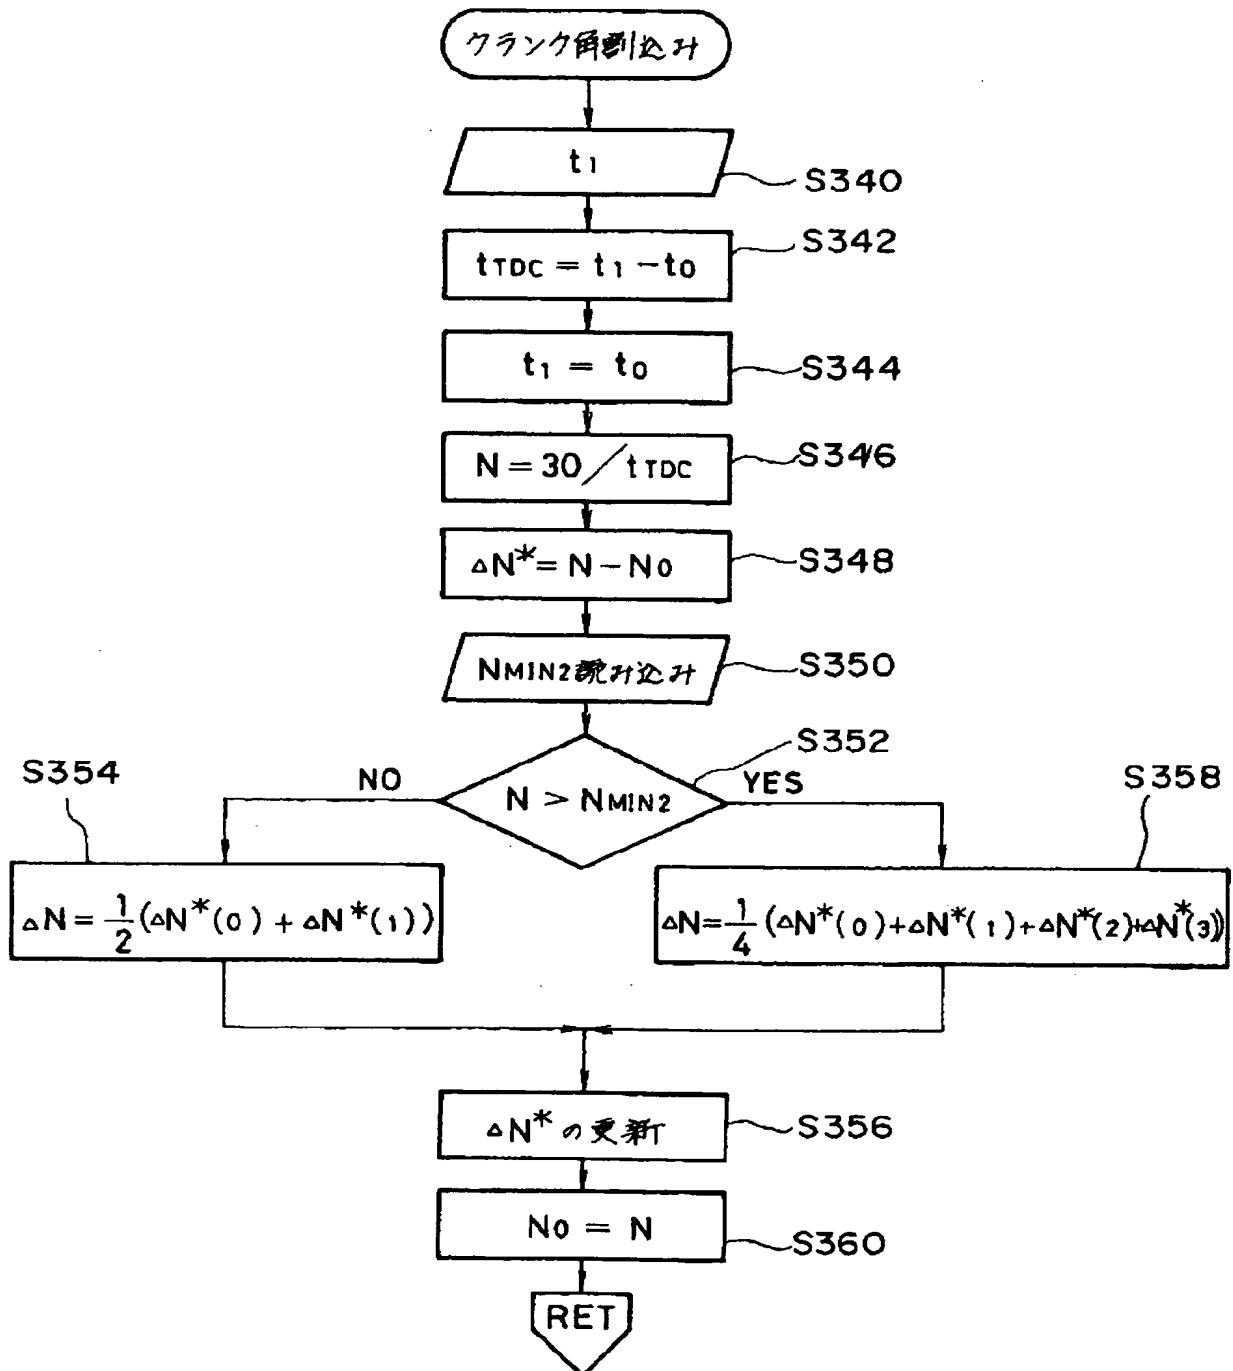 クランク角割込み
t1
S340
S342
tTDC = t1 - t0
t1 = t0
S344
N = 30 / tTDC
S346
ΔN* = N - N0
S348
NMIN2読み込み
S350
S352
S354
NO
N > NMIN2
YES
S358
ΔN = 1/2 (ΔN*(0) + ΔN*(1))
ΔN = 1/4 (ΔN*(0) + ΔN*(1) + ΔN*(2) + ΔN*(3))
ΔN*の更新
S356
N0 = N
S360
RET